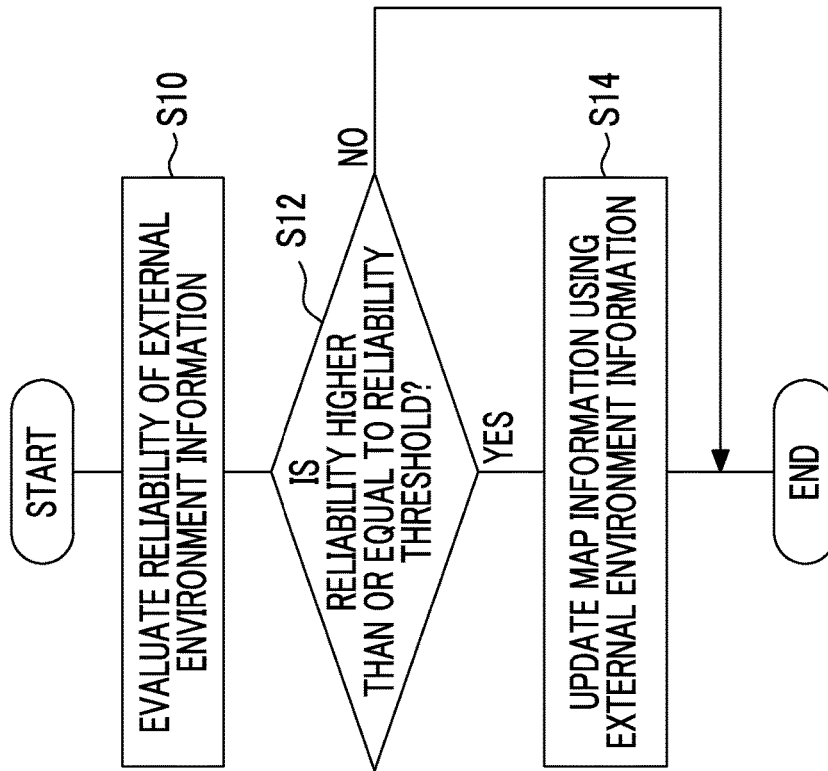 START
S10
EVALUATE RELIABILITY OF EXTERNAL
ENVIRONMENT INFORMATION
S12
IS
RELIABILITY HIGHER
THAN OR EQUAL TO RELIABILITY
THRESHOLD?
NO
YES
S14
UPDATE MAP INFORMATION USING
EXTERNAL ENVIRONMENT INFORMATION
END